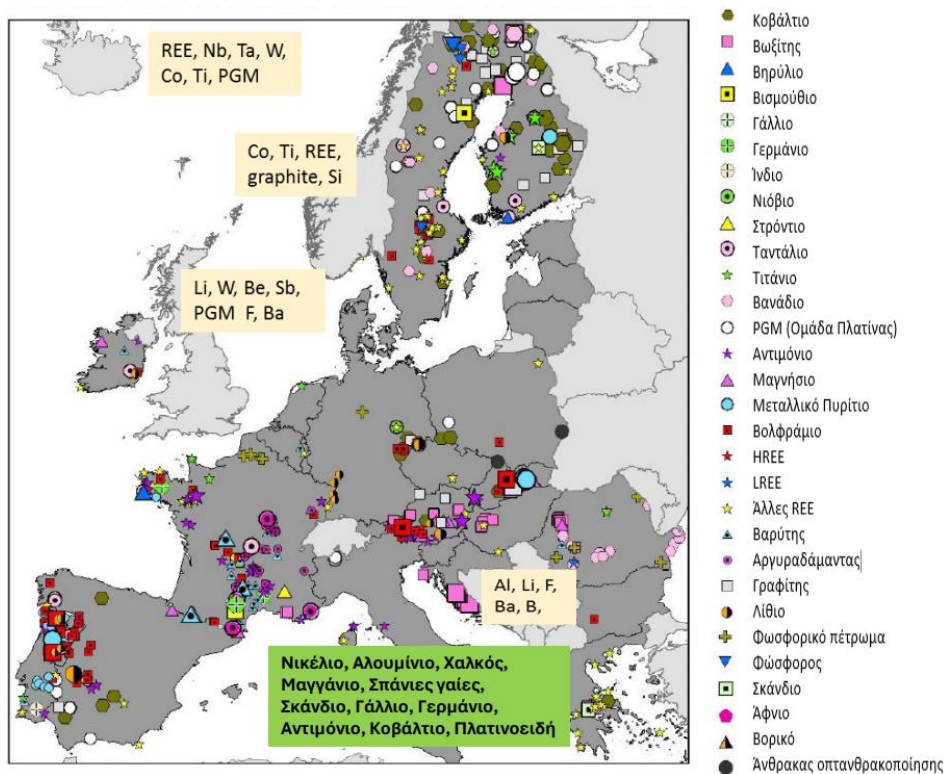 REE, Nb, Ta, W,
Co, Ti, PGM
Co, Ti, REE,
graphite, Si
Li, W, Be, Sb,
PGM F, Ba
Al, Li, F,
Ba, B,
Νικέλιο, Αλουμίνιο, Χαλκός,
Μαγγάνιο, Σπάνιες γαίες,
Σκάνδιο, Γάλλιο, Γερμάνιο,
Αντιμόνιο, Κοβάλτιο, Πλατινοειδή
Κοβάλτιο
Βωξίτης
Βηρύλιο
Βισμούθιο
Γάλλιο
Γερμάνιο
Ίνδιο
Νιόβιο
Στρόντιο
Ταντάλιο
Τιτάνιο
Βανάδιο
PGM (Ομάδα Πλατίνας)
Αντιμόνιο
Μαγνήσιο
Μεταλλικό Πυρίτιο
Βολφράμιο
HREE
LREE
Άλλες REE
Βαρύτης
Αργυραδάμαντας
Γραφίτης
Λίθιο
Φωσφορικό πέτρωμα
Φώσφορος
Σκάνδιο
Άφνιο
Βορικό
Άνθρακας οπτανθρακοποίησης